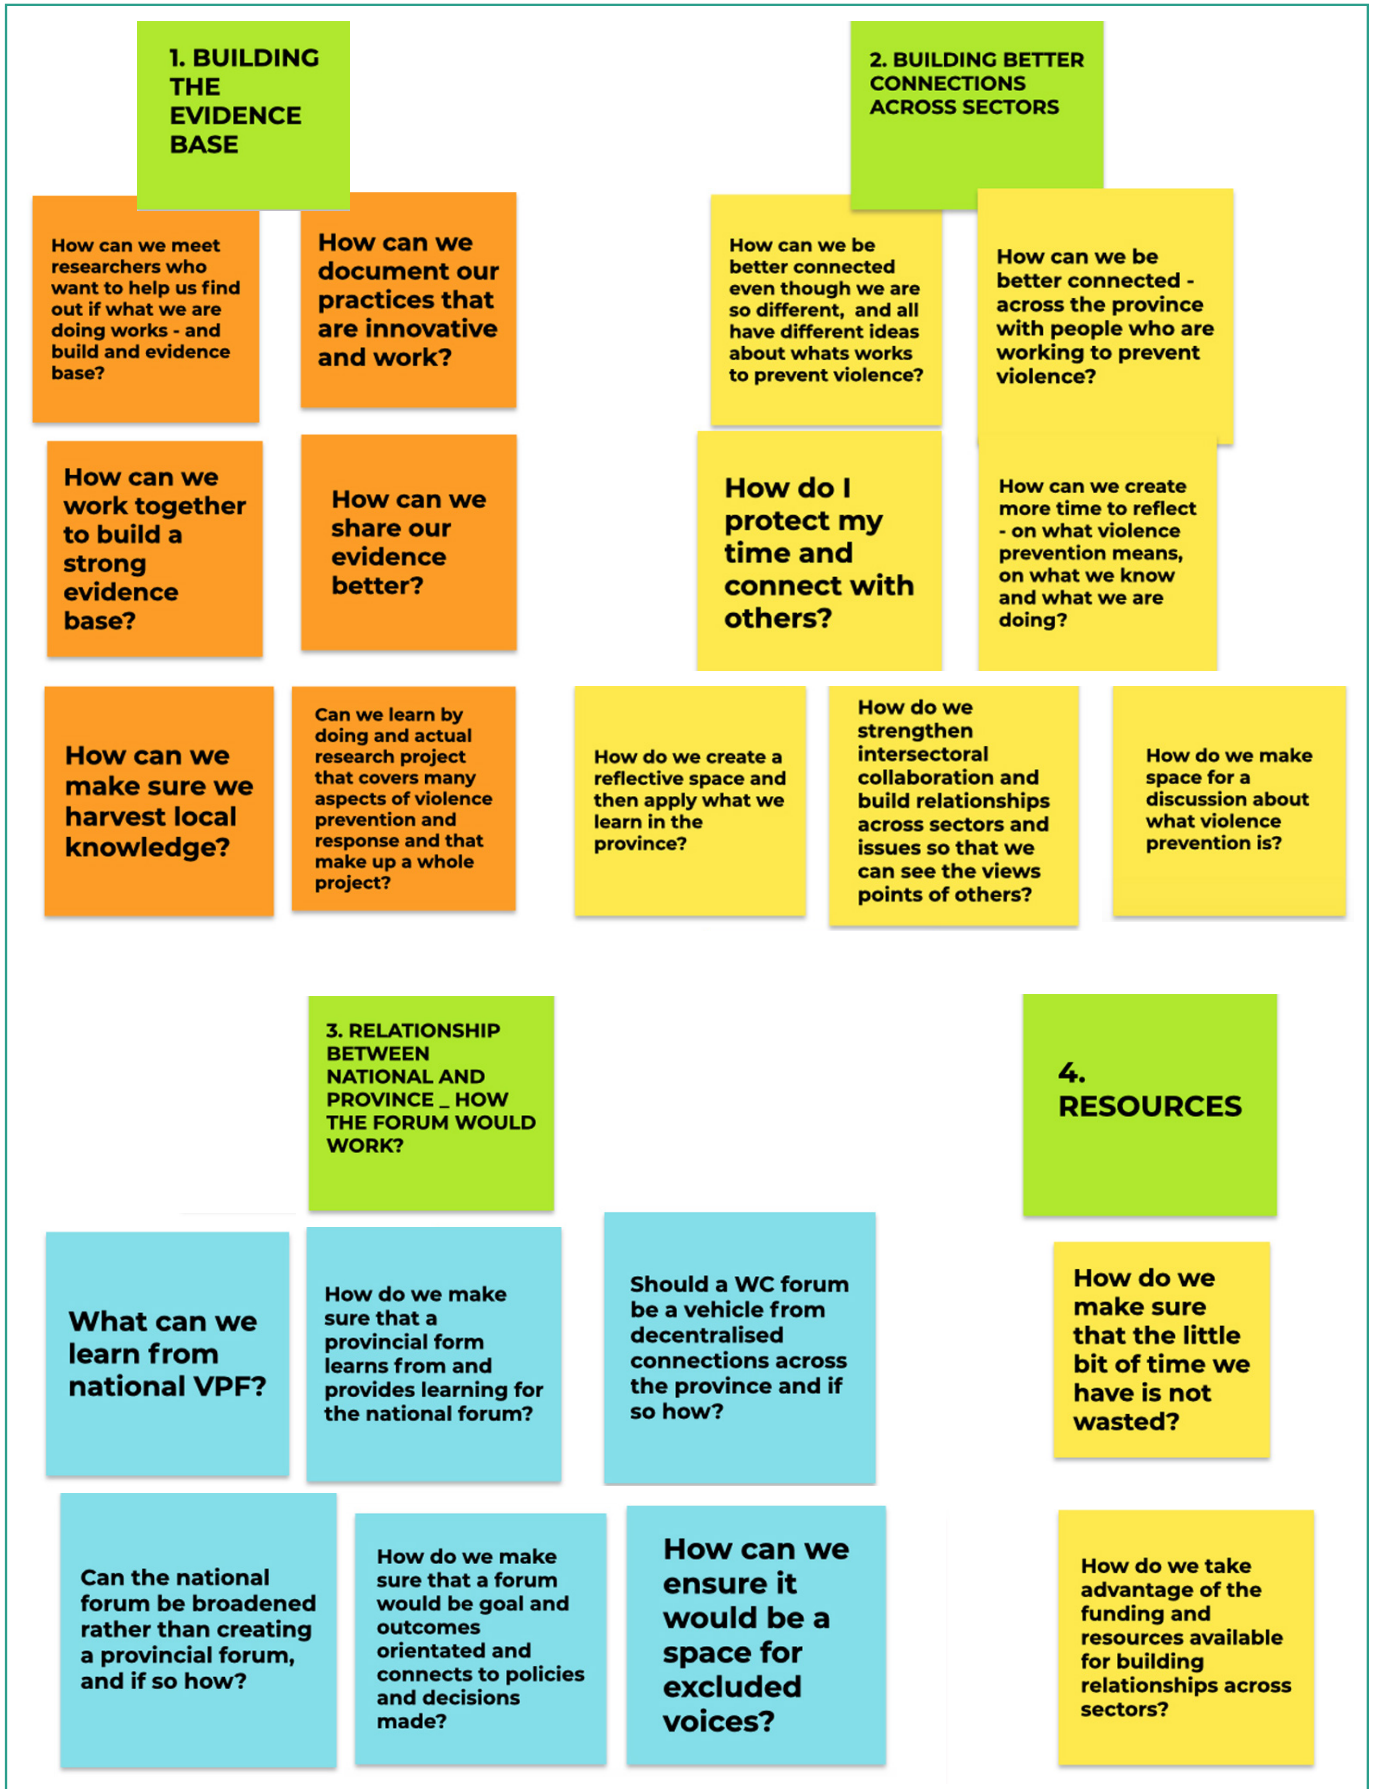 1. BUILDING
THE
EVIDENCE
BASE
How can we meet
researchers who
want to help us find
out if what we are
doing works - and
build and evidence
base?
How can we
document our
practices that
are innovative
and work?
How can we
work together
to build a
strong
evidence
base?
How can we
share our
evidence
better?
How can we
make sure we
harvest local
knowledge?
Can we learn by
doing and actual
research project
that covers many
aspects of violence
prevention and
response and that
make up a whole
project?
2. BUILDING BETTER
CONNECTIONS
ACROSS SECTORS
How can we be
better connected
even though we are
so different, and all
have different ideas
about whats works
to prevent violence?
How can we be
better connected -
across the province
with people who are
working to prevent
violence?
How do I
protect my
time and
connect with
others?
How can we create
more time to reflect
- on what violence
prevention means,
on what we know
and what we are
doing?
How do we create a
reflective space and
then apply what we
learn in the
province?
How do we
strengthen
intersectoral
collaboration and
build relationships
across sectors and
issues so that we
can see the views
points of others?
How do we make
space for a
discussion about
what violence
prevention is?
3. RELATIONSHIP
BETWEEN
NATIONAL AND
PROVINCE _ HOW
THE FORUM WOULD
WORK?
What can we
learn from
national VPF?
How do we make
sure that a
provincial form
learns from and
provides learning for
the national forum?
Should a WC forum
be a vehicle from
decentralised
connections across
the province and if
so how?
Can the national
forum be broadened
rather than creating
a provincial forum,
and if so how?
How do we make
sure that a forum
would be goal and
outcomes
orientated and
connects to policies
and decisions
made?
How can we
ensure it
would be a
space for
excluded
voices?
4.
RESOURCES
How do we
make sure
that the little
bit of time we
have is not
wasted?
How do we take
advantage of the
funding and
resources available
for building
relationships across
sectors?